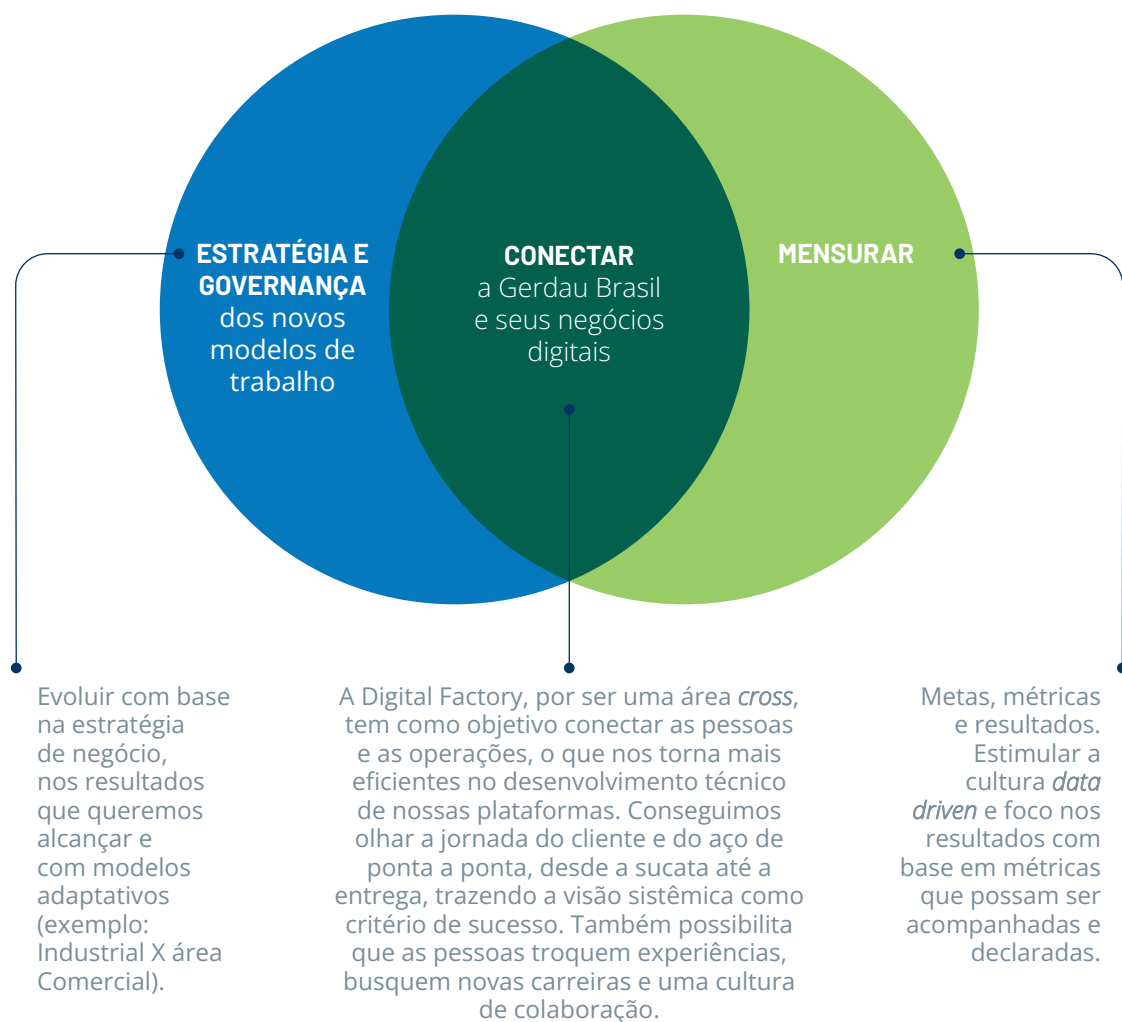 ESTRATÉGIA E
GOVERNANÇA
dos novos
modelos de
trabalho
CONECTAR
a Gerdau Brasil
e seus negócios
digitais
MENSURAR
Evoluir com base
na estratégia
de negócio,
nos resultados
que queremos
alcançar e
com modelos
adaptativos
(exemplo:
Industrial X área
Comercial).
A Digital Factory, por ser uma área cross,
tem como objetivo conectar as pessoas
e as operações, o que nos torna mais
eficientes no desenvolvimento técnico
de nossas plataformas. Conseguimos
olhar a jornada do cliente e do aço de
ponta a ponta, desde a sucata até a
entrega, trazendo a visão sistêmica como
critério de sucesso. Também possibilita
que as pessoas troquem experiências,
busquem novas carreiras e uma cultura
de colaboração.
Metas, métricas
e resultados.
Estimular a
cultura data
driven e foco nos
resultados com
base em métricas
que possam ser
acompanhadas e
declaradas.